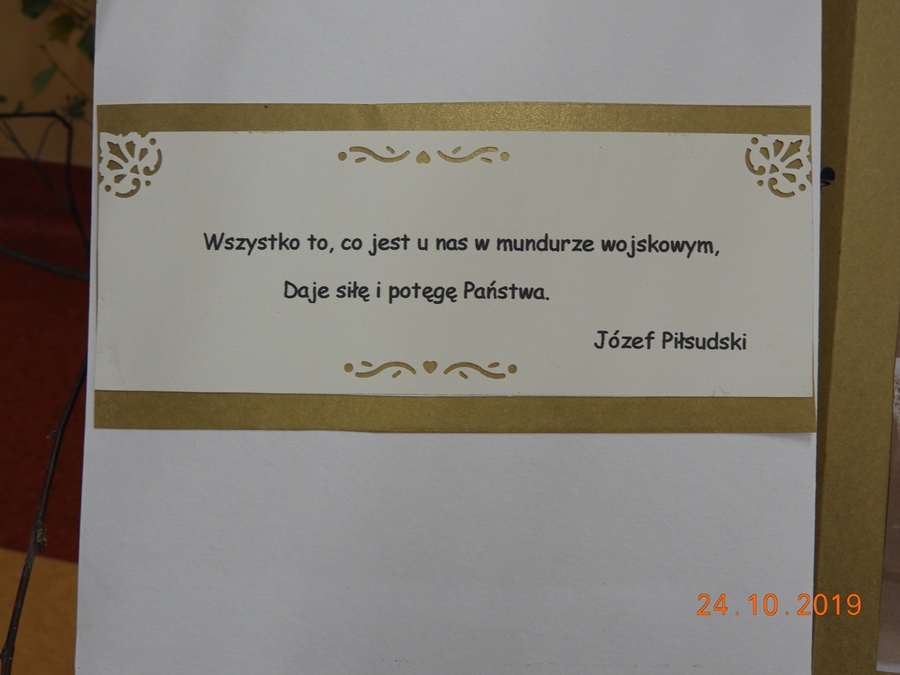 Wszystko to, co jest u nas w mundurze wojskowym,
Daje siłę i potęgę Państwa.
Józef Piłsudski
24.10.2019